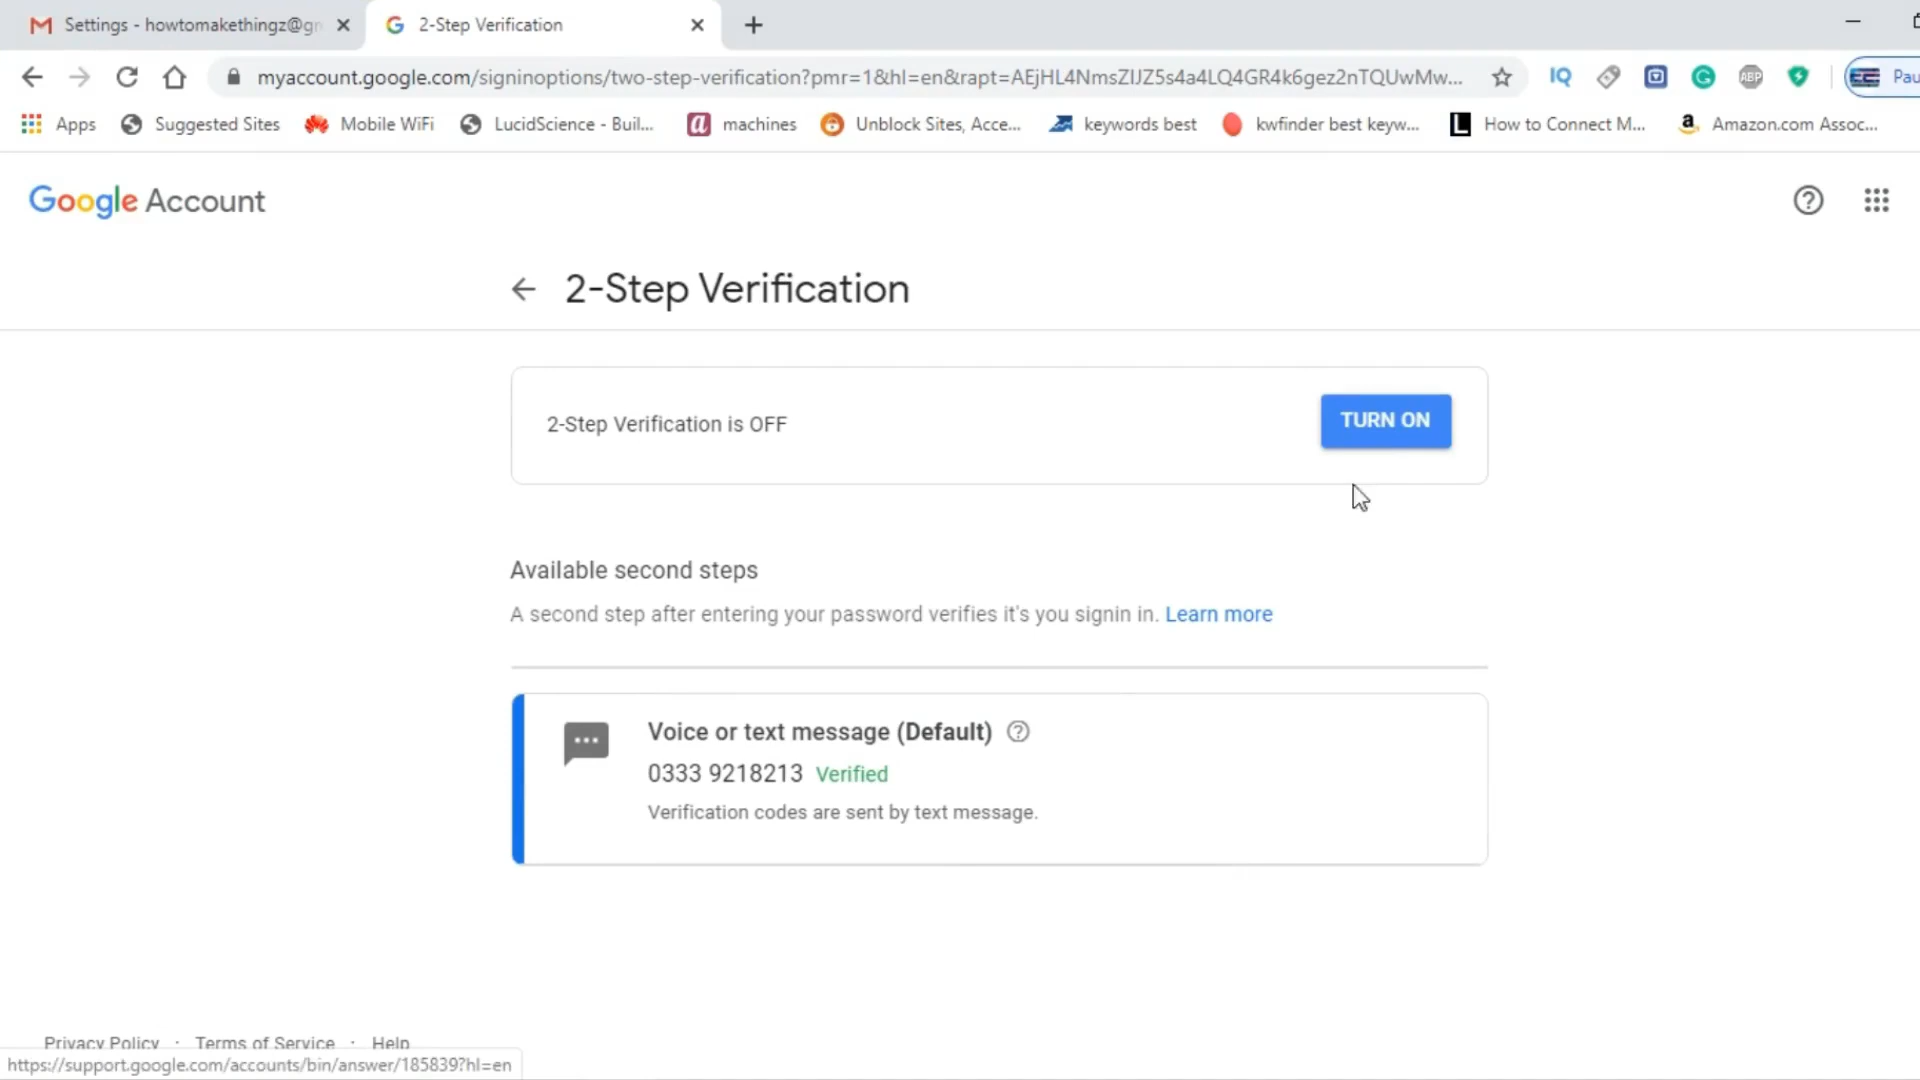 Settings - howtomakethingz@gm
2-Step Verification
myaccount.google.com/signinoptions/two-step-verification?pmr=1&hl=en&rapt=AEjHL4NmsZIJZ5s4a4LQ4GR4k6gez2nTQUwMw...
IQ
ABP
Pau
Apps
Suggested Sites
Mobile WiFi
LucidScience - Buil...
machines
Unblock Sites, Acce...
keywords best
kwfinder best keyw...
How to Connect M...
Amazon.com Assoc...
Google Account
2-Step Verification
2-Step Verification is OFF
TURN ON
Available second steps
A second step after entering your password verifies it's you signin in. Learn more
Voice or text message (Default)
0333 9218213 Verified
Verification codes are sent by text message.
Privacy Policy · Terms of Service · Help
https://support.google.com/accounts/bin/answer/185839?hl=en